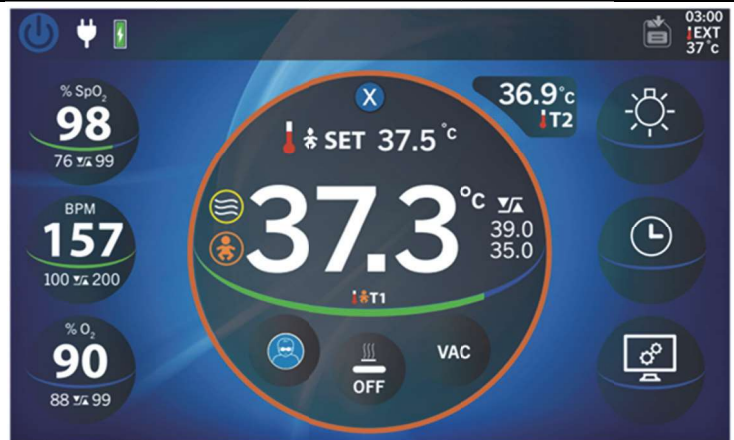 03:00
EXT
37 °C
% SpO₂
98
76 99
BPM
157
100 200
% O₂
90
88 99
X
SET 37.5 °C
37.3 °C
39.0
35.0
T1
OFF
VAC
36.9 °C
T2